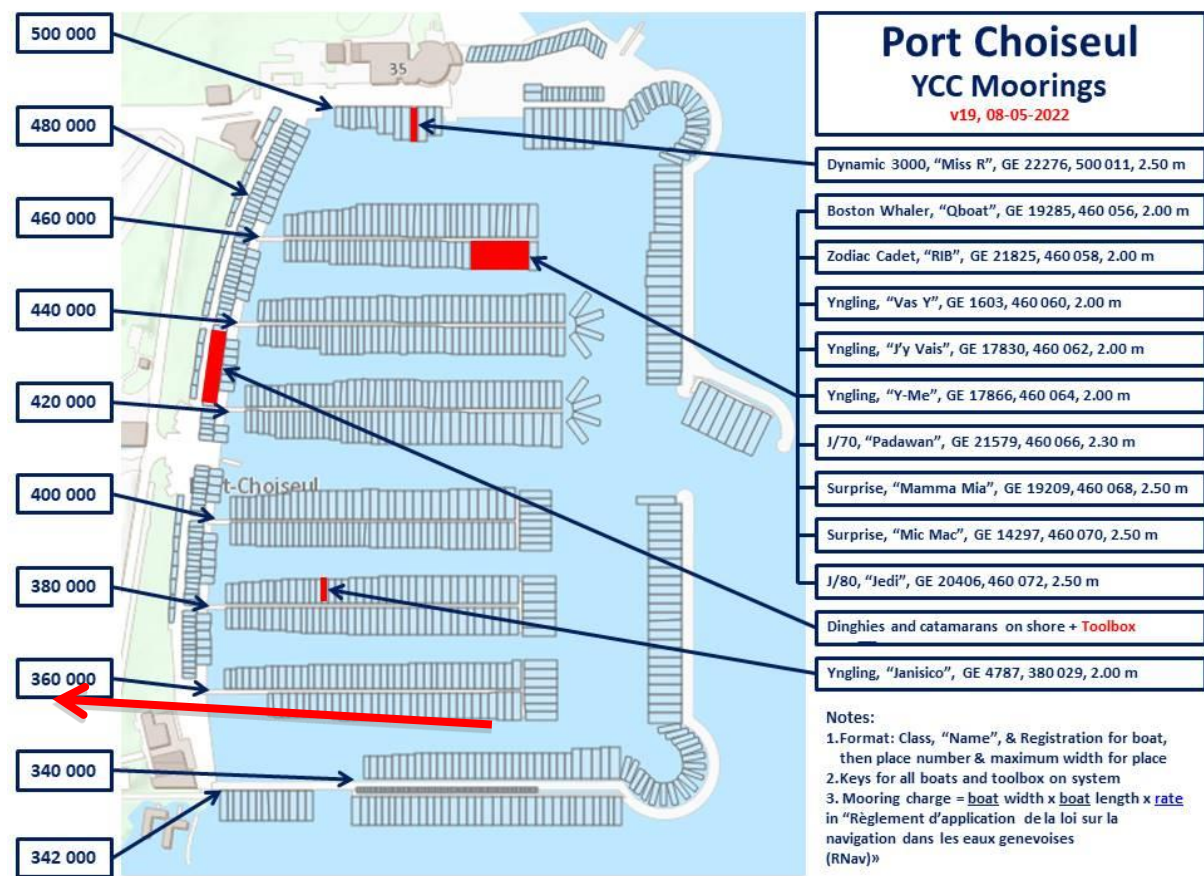 500 000
480 000
460 000
440 000
420 000
400 000
380 000
360 000
340 000
342 000
35
t-Choiseul
Port Choiseul
YCC Moorings
v19, 08-05-2022
Dynamic 3000, “Miss R”, GE 22276, 500 011, 2.50 m
Boston Whaler, “Qboat”, GE 19285, 460 056, 2.00 m
Zodiac Cadet, “RIB”, GE 21825, 460 058, 2.00 m
Yngling, “Vas Y”, GE 1603, 460 060, 2.00 m
Yngling, “J’y Vais”, GE 17830, 460 062, 2.00 m
Yngling, “Y-Me”, GE 17866, 460 064, 2.00 m
J/70, “Padawan”, GE 21579, 460 066, 2.30 m
Surprise, “Mamma Mia”, GE 19209, 460 068, 2.50 m
Surprise, “Mic Mac”, GE 14297, 460 070, 2.50 m
J/80, “Jedi”, GE 20406, 460 072, 2.50 m
Dinghies and catamarans on shore + Toolbox
Yngling, “Janisico”, GE 4787, 380 029, 2.00 m
Notes:
1.Format: Class, “Name”, & Registration for boat,
then place number & maximum width for place
2.Keys for all boats and toolbox on system
3. Mooring charge = boat width x boat length x rate
in “Règlement d’application de la loi sur la
navigation dans les eaux genevoises
(RNav)»